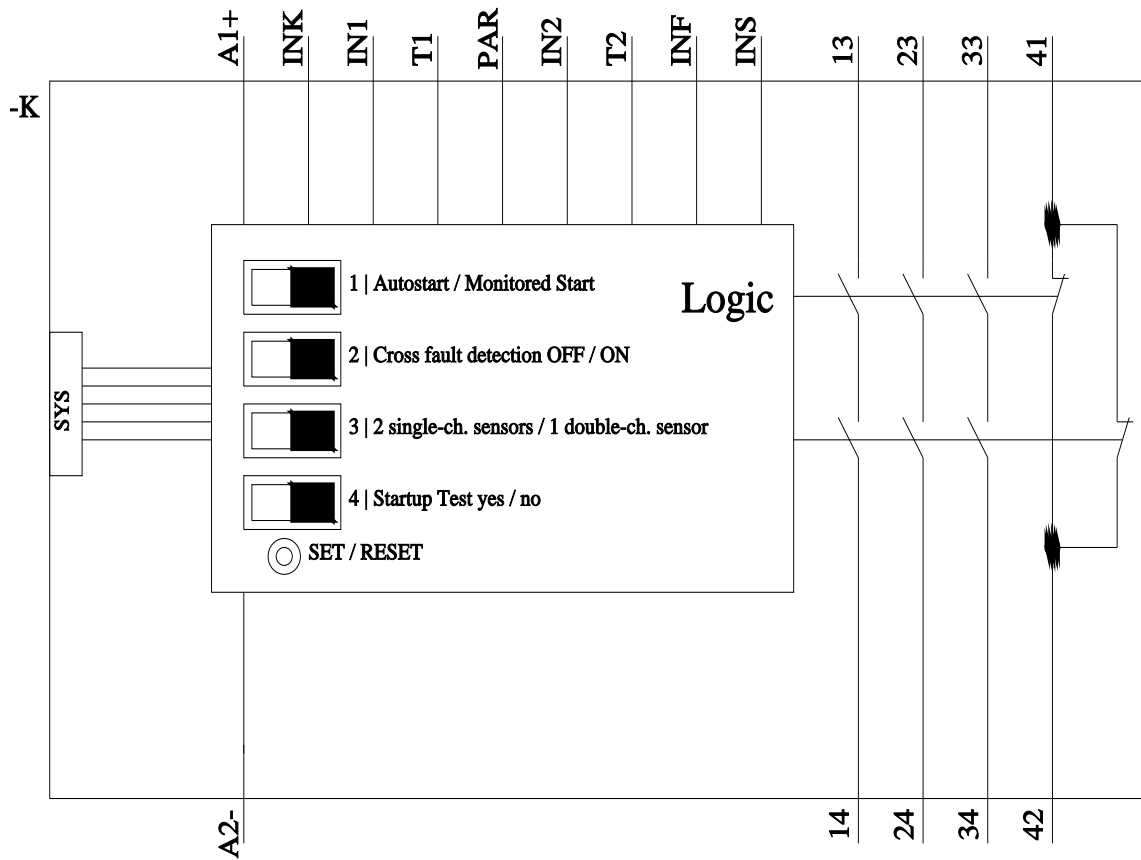 A1+
INK
IN1
T1
PAR
IN2
T2
INF
INS
13
23
33
41
-K
1 | Autostart / Monitored Start
Logic
2 | Cross fault detection OFF / ON
SYS
3 | 2 single-ch. sensors / 1 double-ch. sensor
4 | Startup Test yes / no
SET / RESET
A2-
14
24
34
42